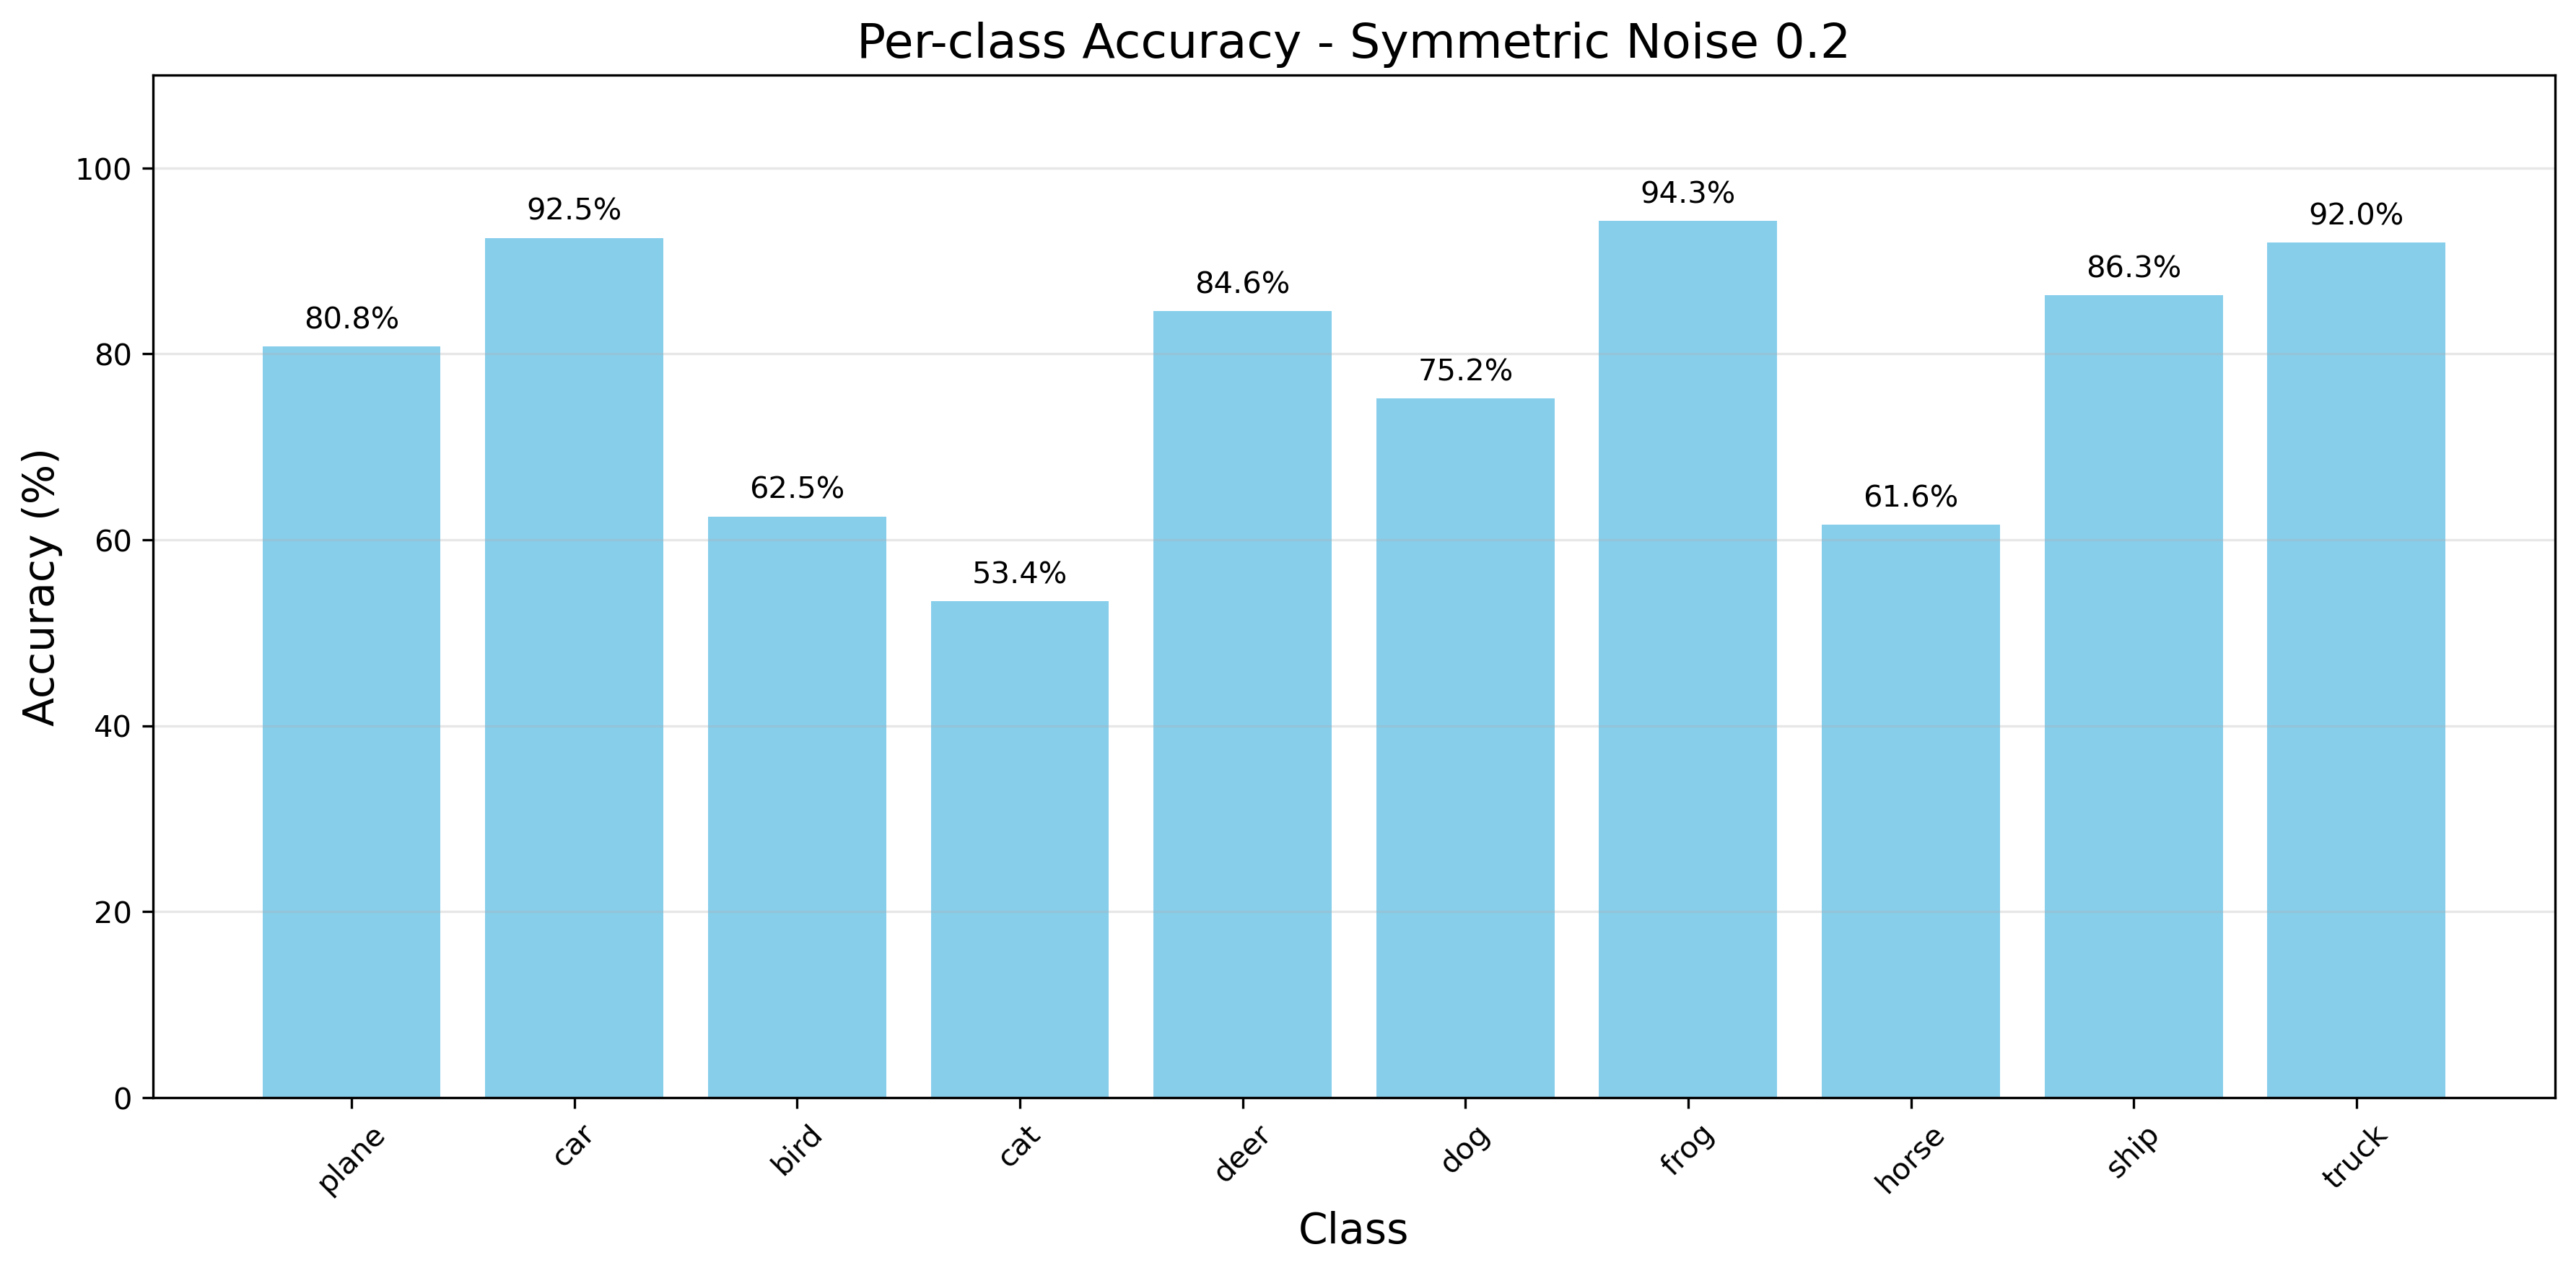 Per-class Accuracy - Symmetric Noise 0.2
Accuracy (%)
100
80
60
40
20
0
80.8%
92.5%
62.5%
53.4%
84.6%
75.2%
94.3%
61.6%
86.3%
92.0%
plane
car
bird
cat
deer
dog
frog
horse
ship
truck
Class